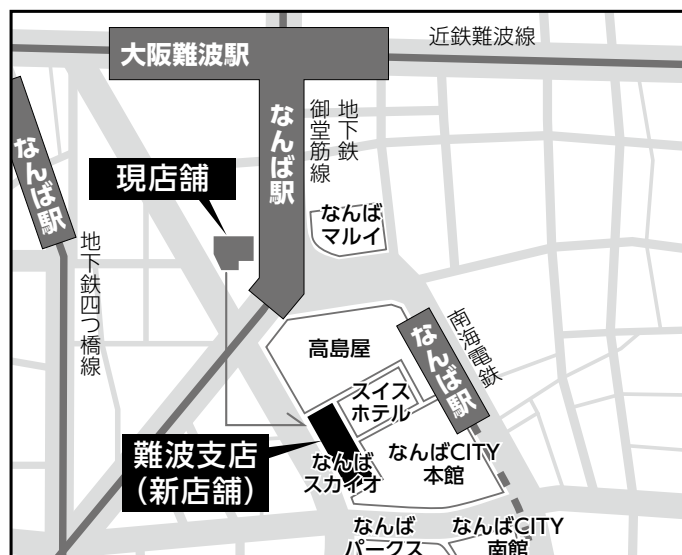 近鉄難波線
大阪難波駅
なんば駅
地下鉄
御堂筋線
なんば駅
現店舗
なんば
マルイ
地下鉄四つ橋線
南海電鉄
なんば駅
高島屋
スイス
ホテル
難波支店
（新店舗）
なんば
スカイオ
なんばCITY
本館
なんば
パークス
なんばCITY
南館